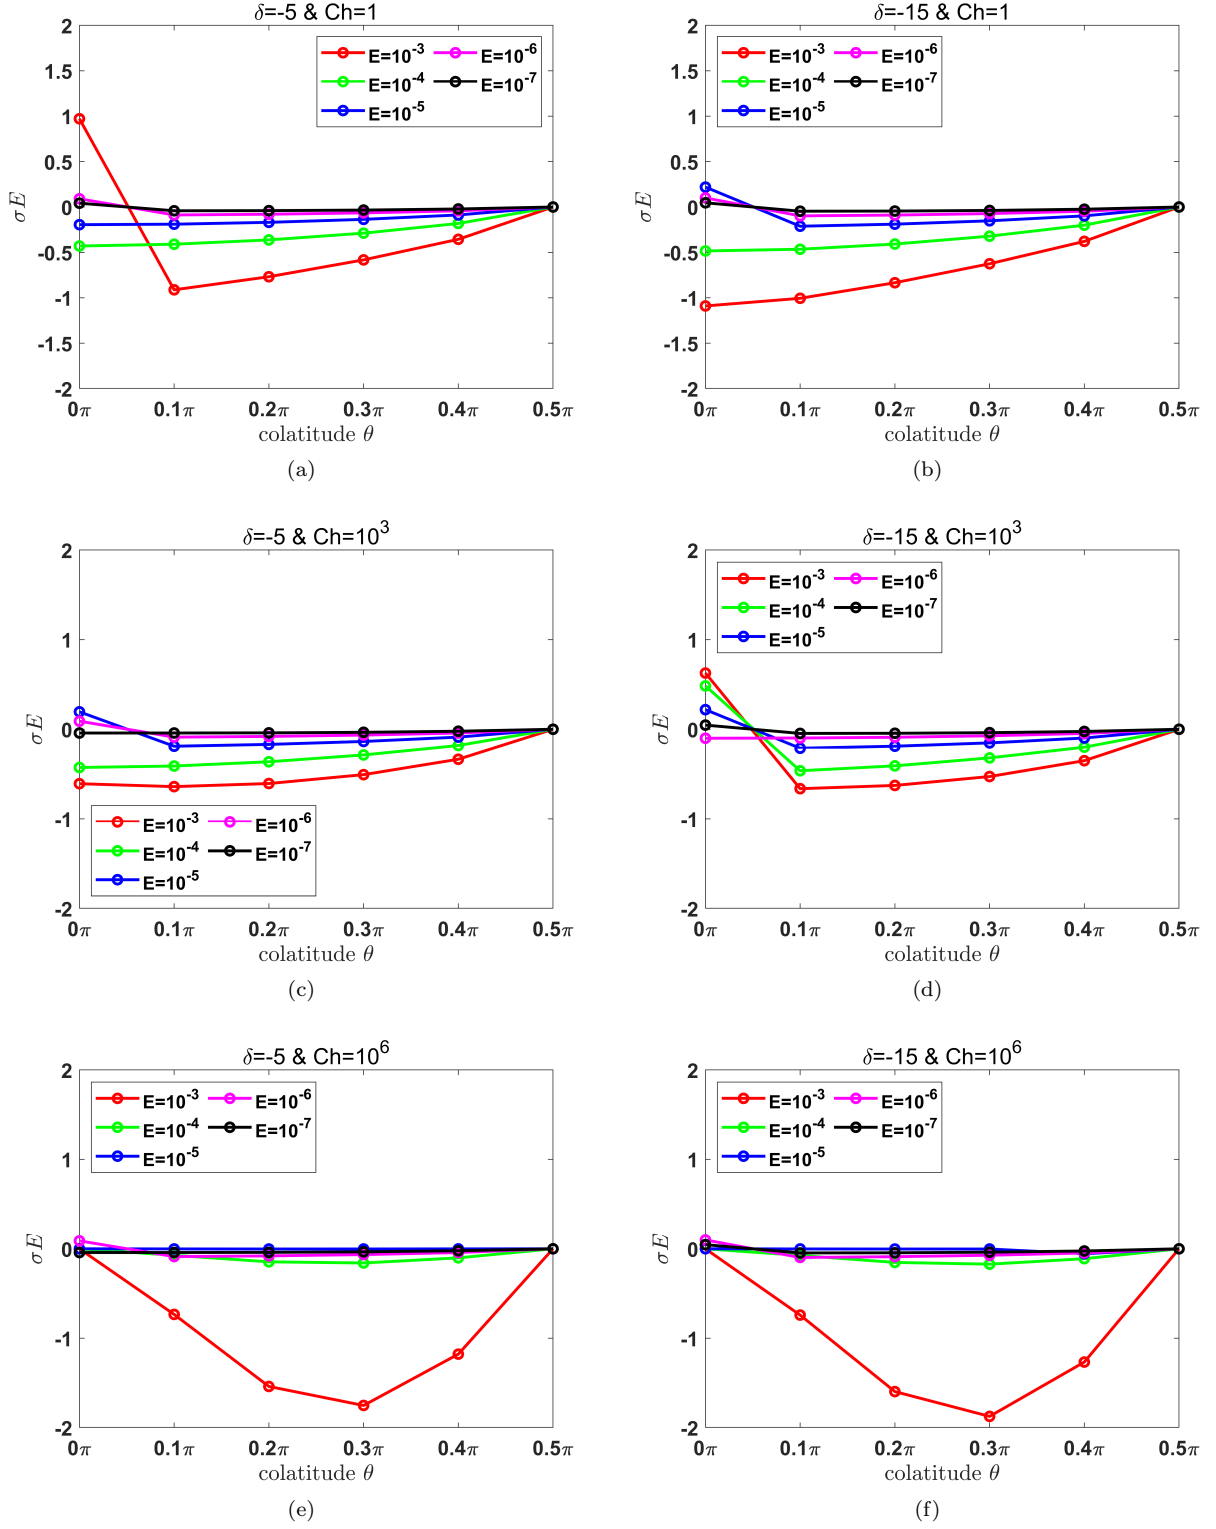 δ=-5 & Ch=1
2
1.5
1
0.5
0
-0.5
-1
-1.5
-2
σE
E=10^-3
E=10^-6
E=10^-4
E=10^-7
E=10^-5
0π 0.1π 0.2π 0.3π 0.4π 0.5π
colatitude θ
(a)
δ=-15 & Ch=1
2
1.5
1
0.5
0
-0.5
-1
-1.5
-2
σE
E=10^-3
E=10^-6
E=10^-4
E=10^-7
E=10^-5
0π 0.1π 0.2π 0.3π 0.4π 0.5π
colatitude θ
(b)
δ=-5 & Ch=10^3
2
1
0
-1
-2
σE
E=10^-3
E=10^-6
E=10^-4
E=10^-7
E=10^-5
0π 0.1π 0.2π 0.3π 0.4π 0.5π
colatitude θ
(c)
δ=-15 & Ch=10^3
2
1
0
-1
-2
σE
E=10^-3
E=10^-6
E=10^-4
E=10^-7
E=10^-5
0π 0.1π 0.2π 0.3π 0.4π 0.5π
colatitude θ
(d)
δ=-5 & Ch=10^6
2
1
0
-1
-2
σE
E=10^-3
E=10^-6
E=10^-4
E=10^-7
E=10^-5
0π 0.1π 0.2π 0.3π 0.4π 0.5π
colatitude θ
(e)
δ=-15 & Ch=10^6
2
1
0
-1
-2
σE
E=10^-3
E=10^-6
E=10^-4
E=10^-7
E=10^-5
0π 0.1π 0.2π 0.3π 0.4π 0.5π
colatitude θ
(f)